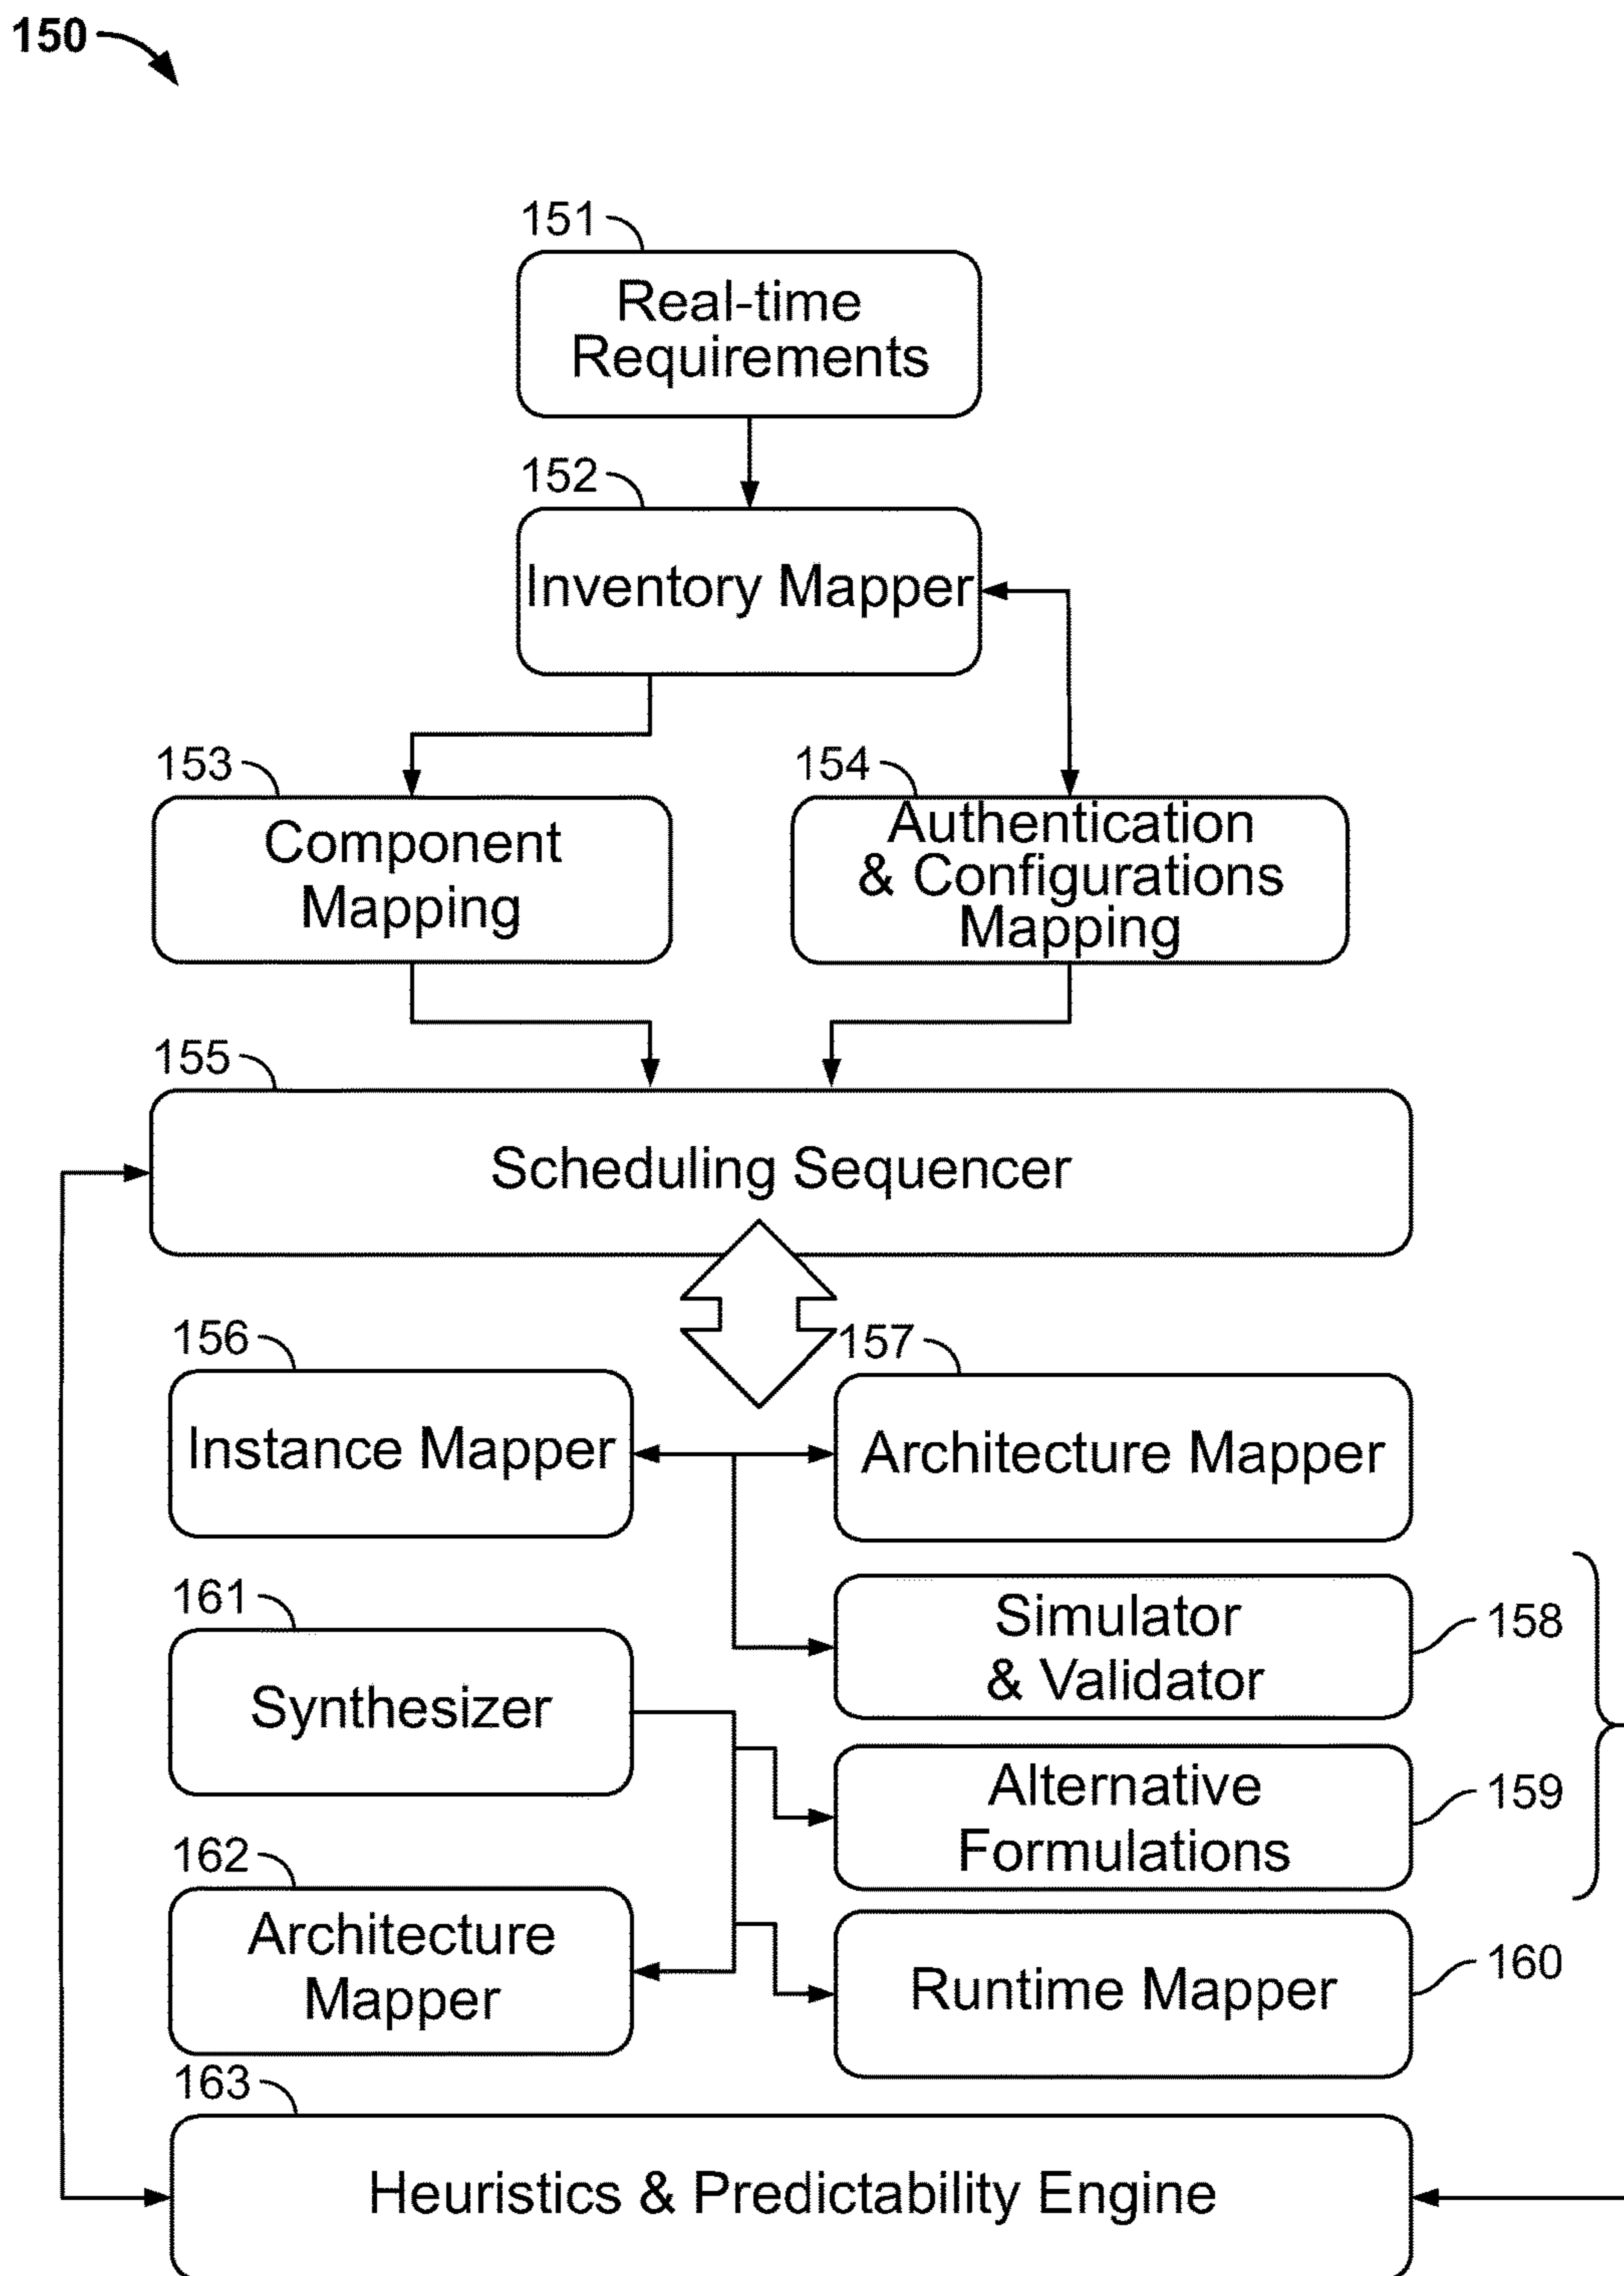 150
151
Real-time
Requirements
152
Inventory Mapper
153
Component
Mapping
154
Authentication
& Configurations
Mapping
155
Scheduling Sequencer
156
Instance Mapper
157
Architecture Mapper
Simulator
& Validator
158
161
Synthesizer
Alternative
Formulations
159
162
Architecture
Mapper
Runtime Mapper
160
163
Heuristics & Predictability Engine